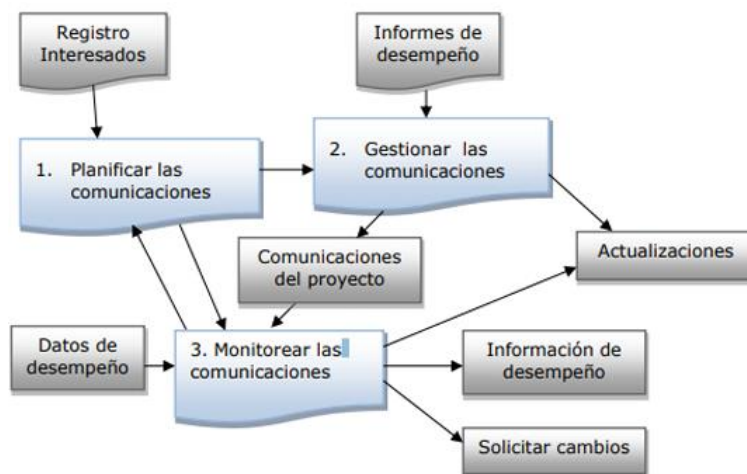 Registro
Interesados
Informes de
desempeño
1. Planificar las
comunicaciones
2. Gestionar las
comunicaciones
Comunicaciones
del proyecto
Actualizaciones
Datos de
desempeño
3. Monitorear las
comunicaciones
Información de
desempeño
Solicitar cambios